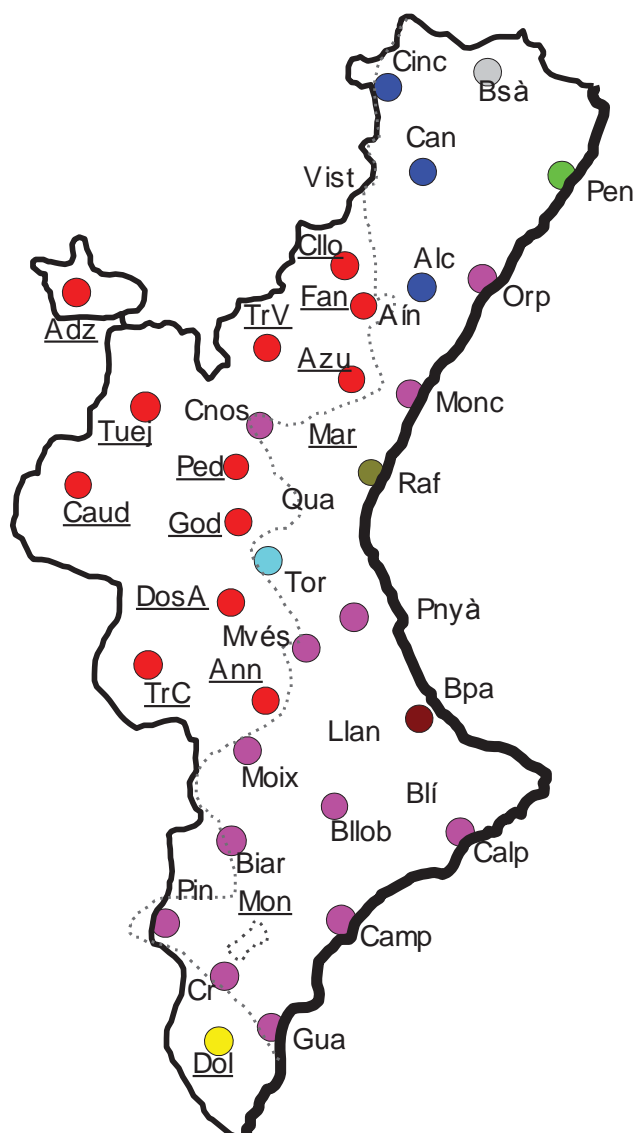 Cinc
Bsà
Can
Vist
Pen
Cllo
Alc
Fan
Orp
Adz
TrV
Aín
Azu
Monc
Cnos
Tuej
Mar
Ped
Raf
Caud
Qua
God
Tor
DosA
Pnyà
Mvés
Ann
TrC
Bpa
Llan
Moix
Blí
Bllob
Calp
Biar
Pin
Mon
Camp
Cr
Gua
Dol